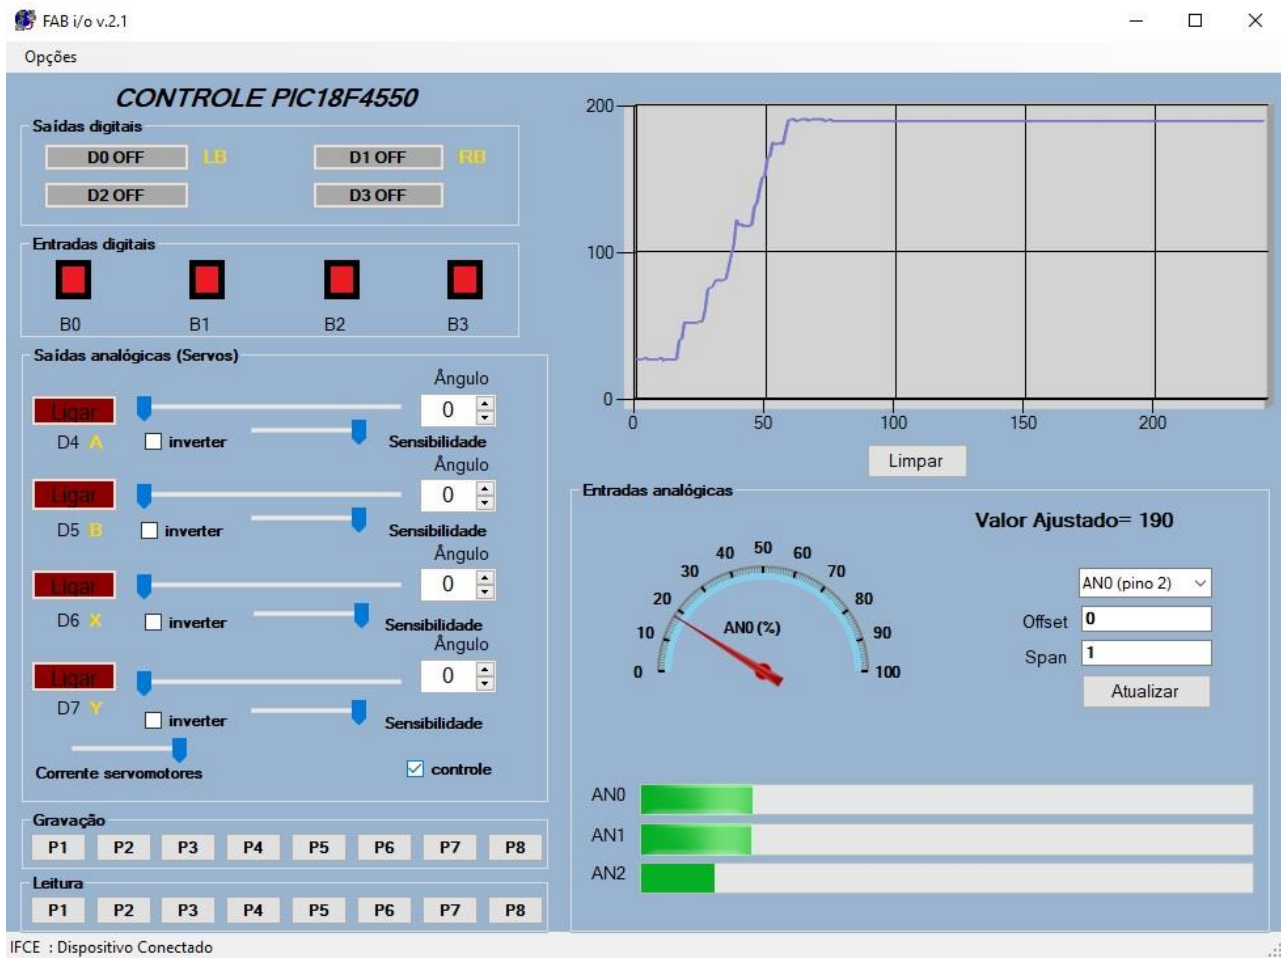 FAB i/o v.2.1
Opções
CONTROLE PIC18F4550
Saídas digitais
D0 OFF LB D1 OFF RB
D2 OFF D3 OFF
Entradas digitais
B0 B1 B2 B3
Saídas analógicas (Servos)
Ângulo
Ligar 0
D4 A inverter Sensibilidade
Ângulo
Ligar 0
D5 B inverter Sensibilidade
Ângulo
Ligar 0
D6 X inverter Sensibilidade
Ângulo
Ligar 0
D7 Y inverter Sensibilidade
Corrente servomotores controle
Gravação
P1 P2 P3 P4 P5 P6 P7 P8
Leitura
P1 P2 P3 P4 P5 P6 P7 P8
200
100
0
0 50 100 150 200
Limpar
Entradas analógicas
Valor Ajustado= 190
0 10 20 30 40 50 60 70 80 90 100
AN0 (%)
AN0 (pino 2)
Offset 0
Span 1
Atualizar
AN0
AN1
AN2
IFCE : Dispositivo Conectado